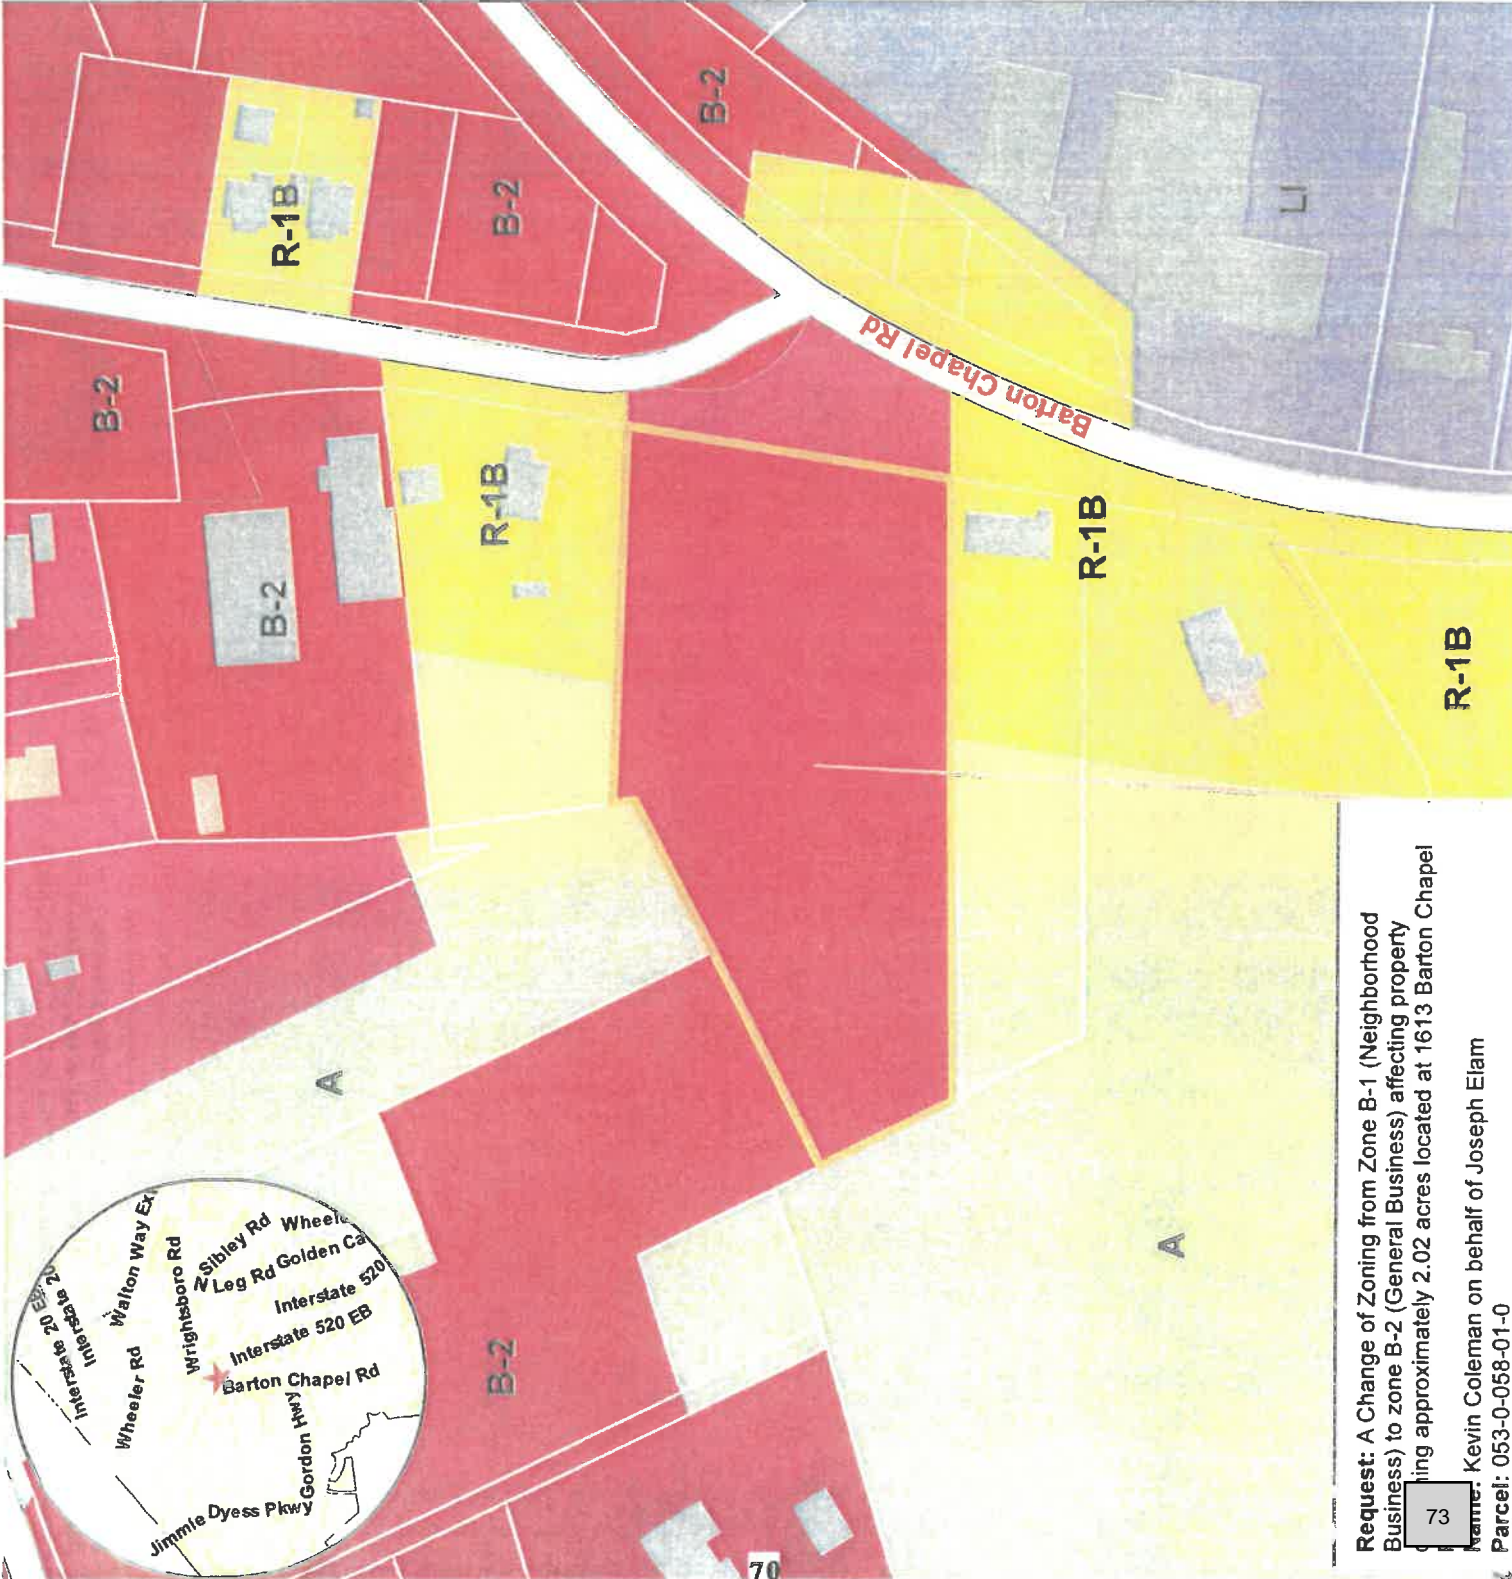 B-2
R-1B
B-2
B-2
B-2
R-1B
B-2
Barton Chapel Rd
LI
R-1B
R-1B
A
A
B-2
Interstate 20
Interstate 20
Walton Way Ex
Wheeler Rd
Wrightsboro Rd
N Leg Rd
Sibley Rd
Golden Ca
Interstate 520
Interstate 520 EB
Barton Chapel Rd
Gordon Hwy
Jimmie Dyess Pkwy
Request: A Change of Zoning from Zone B-1 (Neighborhood
Business) to zone B-2 (General Business) affecting property
approximately 2.02 acres located at 1613 Barton Chapel
Name: Kevin Coleman on behalf of Joseph Elam
Parcel: 053-0-058-01-0
73
70